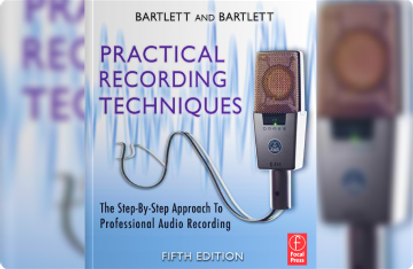 BARTLETT AND BARTLETT
PRACTICAL
RECORDING
TECHNIQUES
The Step-By-Step Approach To
Professional Audio Recording
FIFTH EDITION
Focal
Press